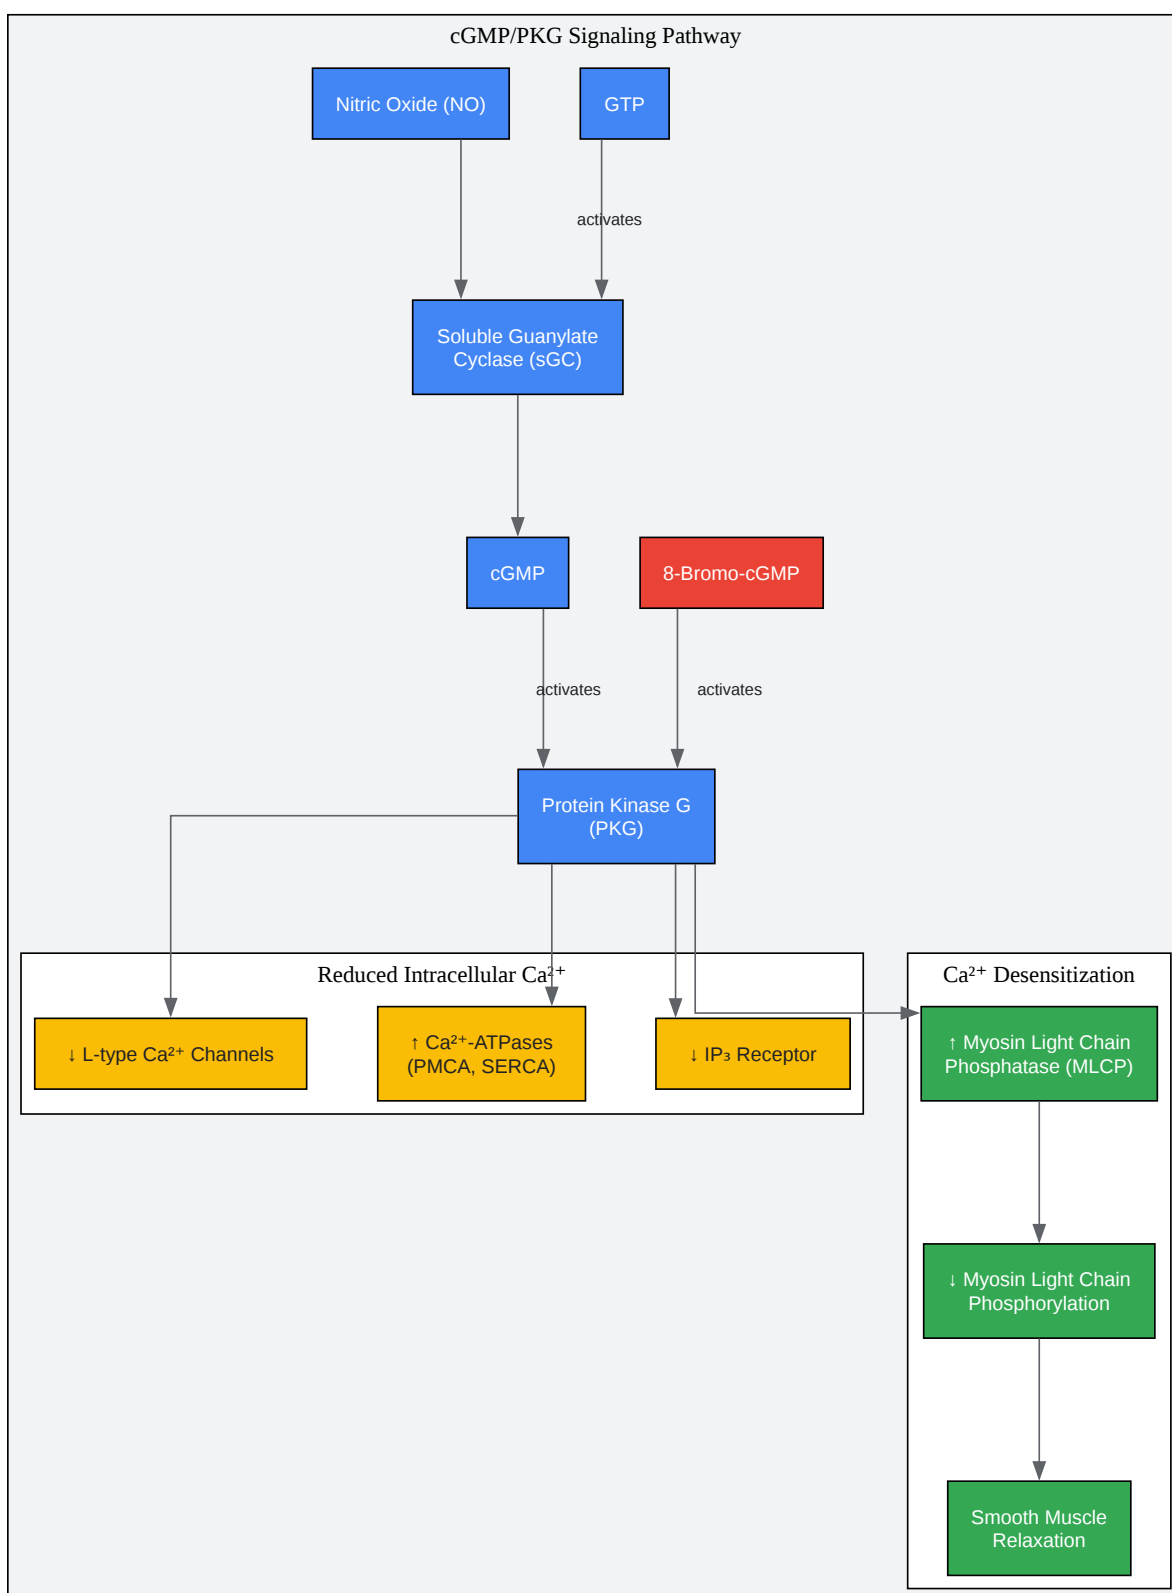 cGMP/PKG Signaling Pathway
Nitric Oxide (NO)
GTP
activates
Soluble Guanylate
Cyclase (sGC)
cGMP
8-Bromo-cGMP
activates
activates
Protein Kinase G
(PKG)
Reduced Intracellular Ca²⁺
↓ L-type Ca²⁺ Channels
↑ Ca²⁺-ATPases
(PMCA, SERCA)
↓ IP₃ Receptor
Ca²⁺ Desensitization
↑ Myosin Light Chain
Phosphatase (MLCP)
↓ Myosin Light Chain
Phosphorylation
Smooth Muscle
Relaxation